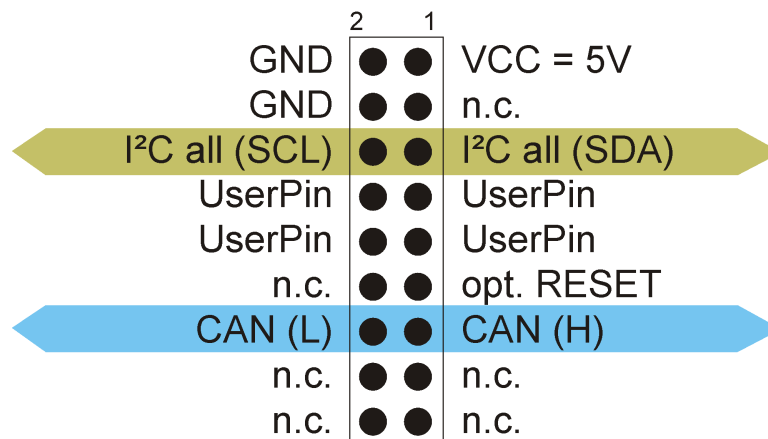 2 1
GND VCC = 5V
GND n.c.
I²C all (SCL) I²C all (SDA)
UserPin UserPin
UserPin UserPin
n.c. opt. RESET
CAN (L) CAN (H)
n.c. n.c.
n.c. n.c.